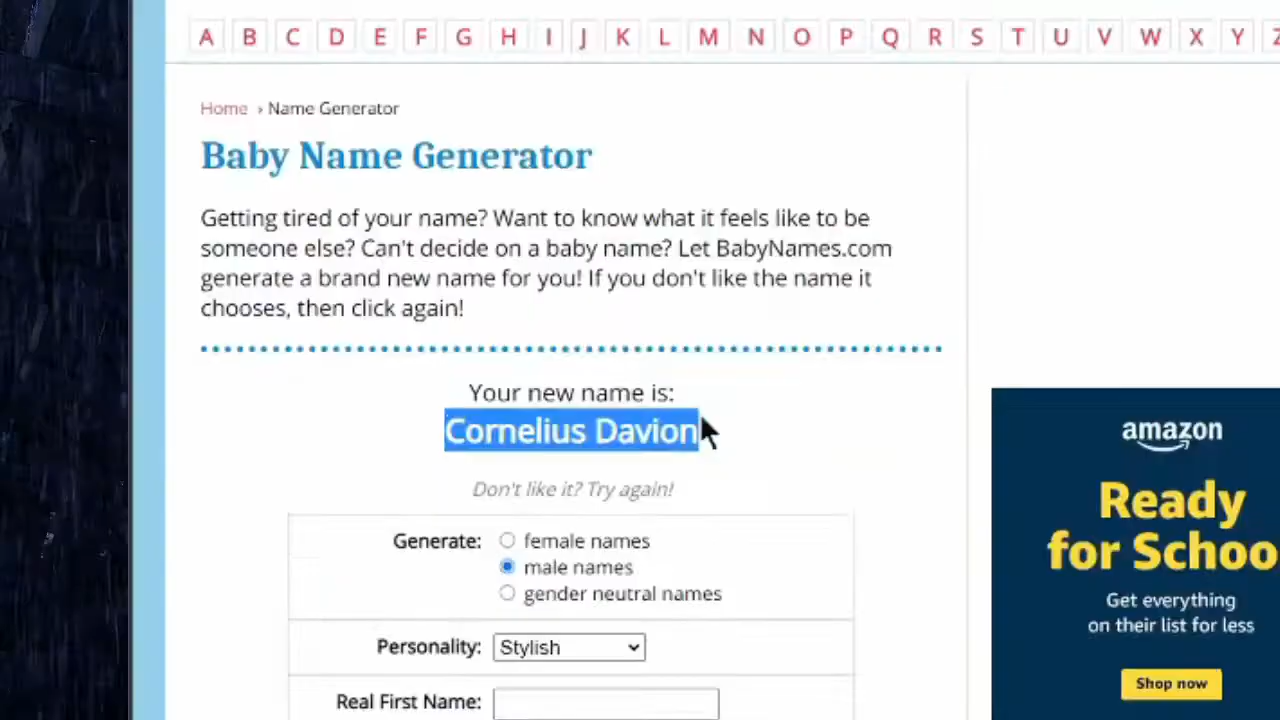 A B C D E F G H I J K L M N O P Q R S T U V W X Y Z
Home › Name Generator
Baby Name Generator
Getting tired of your name? Want to know what it feels like to be
someone else? Can't decide on a baby name? Let BabyNames.com
generate a brand new name for you! If you don't like the name it
chooses, then click again!
Your new name is:
Cornelius Davion
Don't like it? Try again!
Generate: female names
male names
gender neutral names
Personality: Stylish
Real First Name:
amazon
Ready
for Schoo
Get everything
on their list for less
Shop now